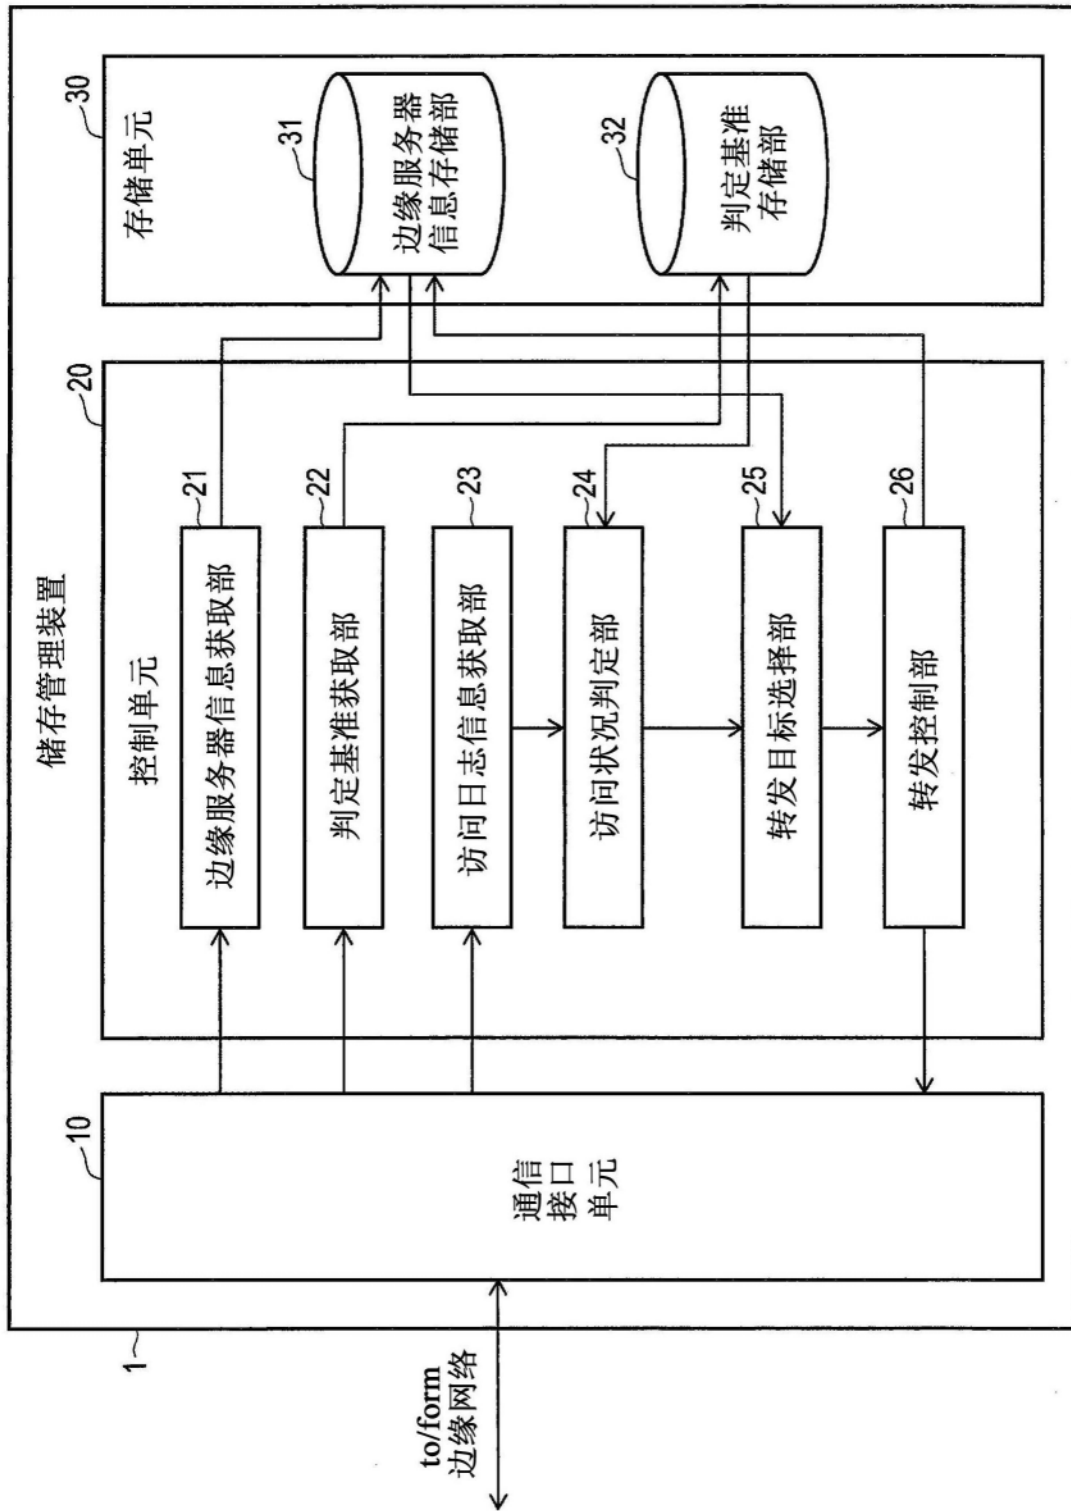 储存管理装置
1
to/form
边缘网络
10
通信
接口
单元
20
控制单元
21
边缘服务器信息获取部
22
判定基准获取部
23
访问日志信息获取部
24
访问状况判定部
25
转发目标选择部
26
转发控制部
30
存储单元
31
边缘服务器
信息存储部
32
判定基准
存储部